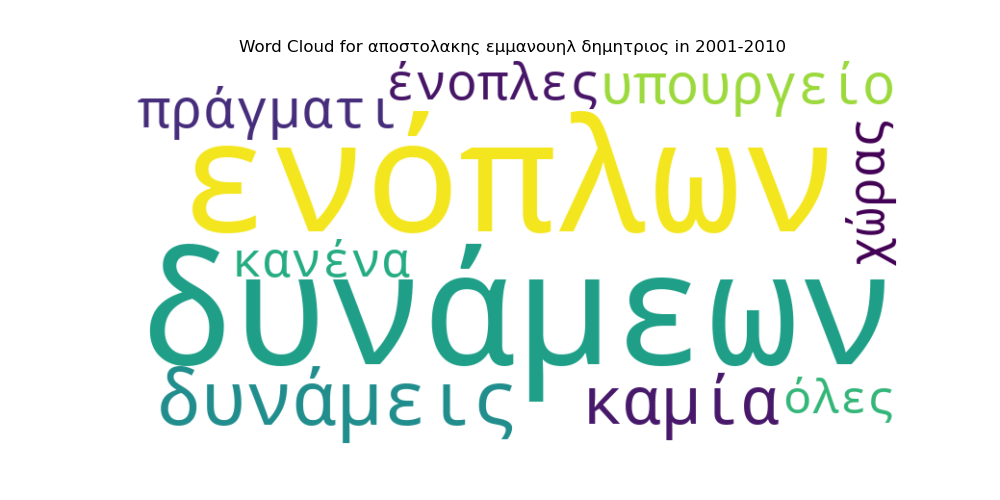 Word Cloud for αποστολακης εμμανουηλ δημητριος in 2001-2010
ένοπλες υπουργείο
πράγματι
ενόπλων
χώρας
κανένα
δυνάμεων
δυνάμεις καμία όλες